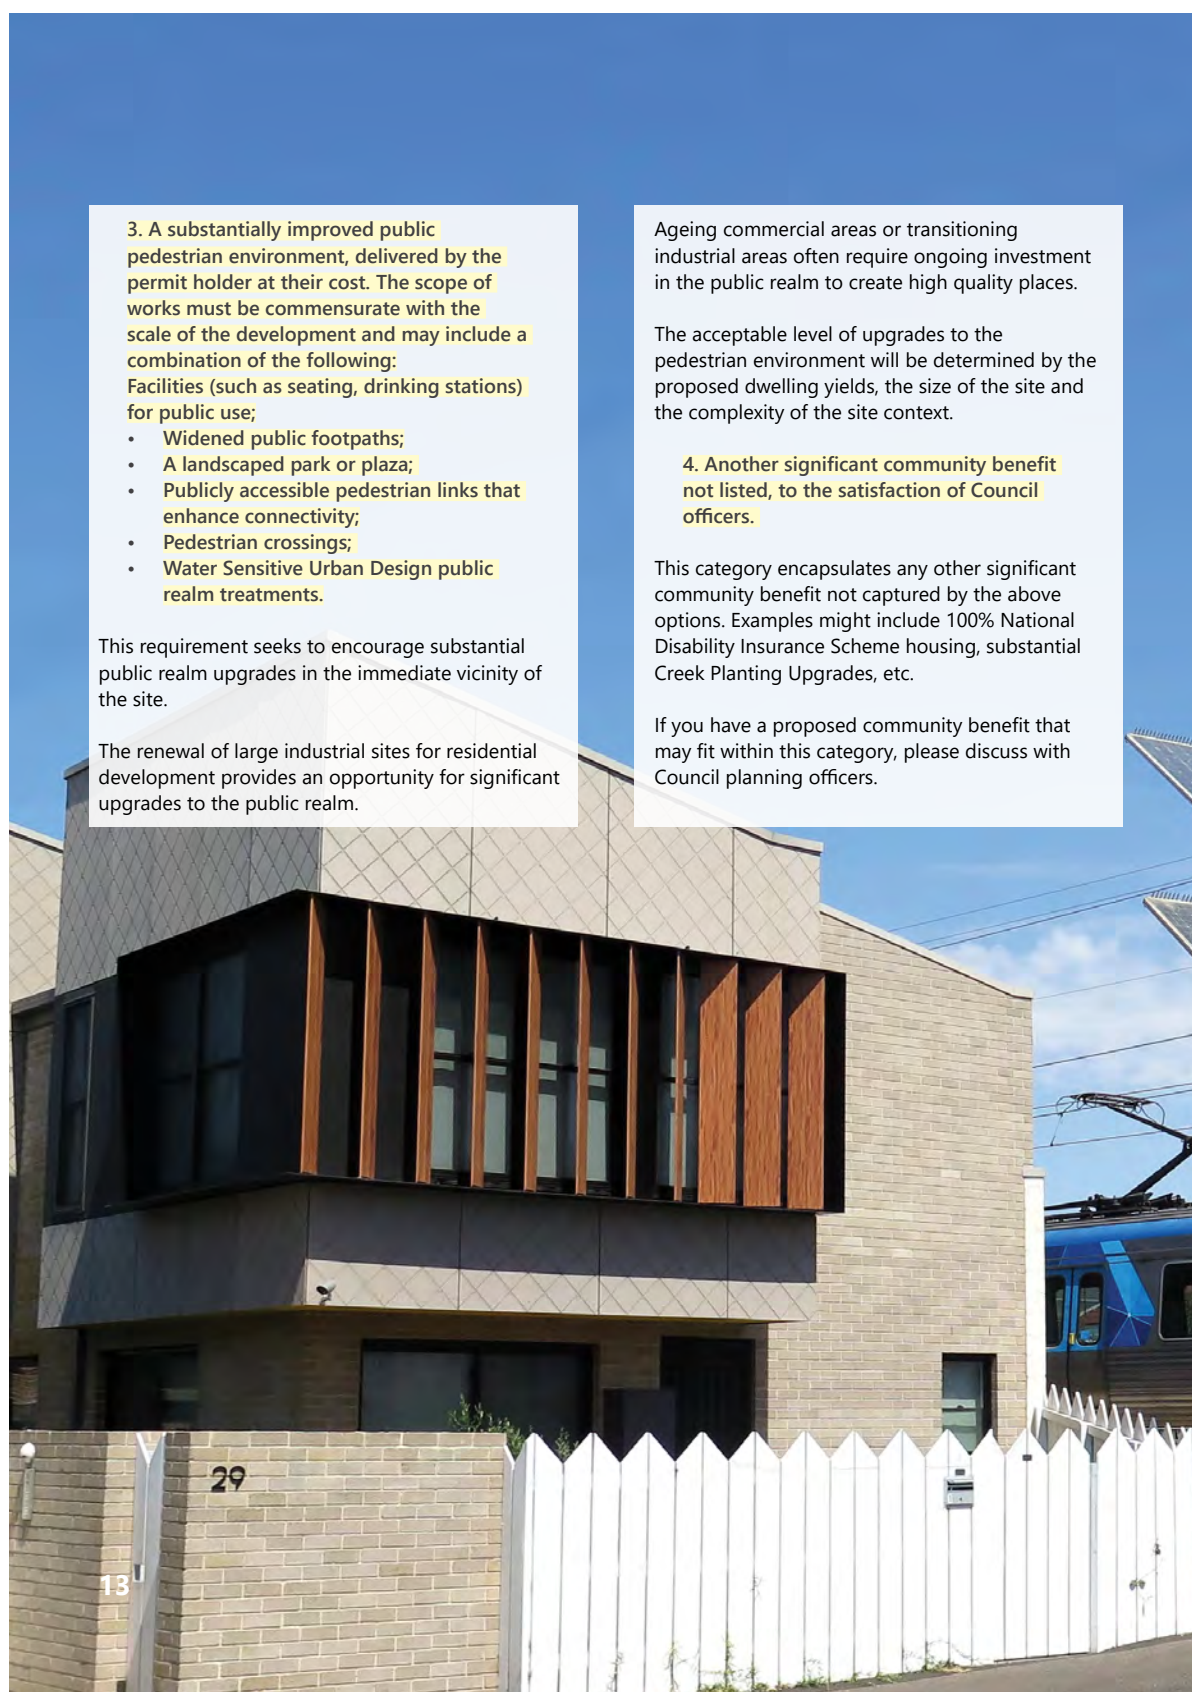 3. A substantially improved public
pedestrian environment, delivered by the
permit holder at their cost. The scope of
works must be commensurate with the
scale of the development and may include a
combination of the following:
Facilities (such as seating, drinking stations)
for public use;
• Widened public footpaths;
• A landscaped park or plaza;
• Publicly accessible pedestrian links that
enhance connectivity;
• Pedestrian crossings;
• Water Sensitive Urban Design public
realm treatments.
This requirement seeks to encourage substantial
public realm upgrades in the immediate vicinity of
the site.
The renewal of large industrial sites for residential
development provides an opportunity for significant
upgrades to the public realm.
Ageing commercial areas or transitioning
industrial areas often require ongoing investment
in the public realm to create high quality places.
The acceptable level of upgrades to the
pedestrian environment will be determined by the
proposed dwelling yields, the size of the site and
the complexity of the site context.
4. Another significant community benefit
not listed, to the satisfaction of Council
officers.
This category encapsulates any other significant
community benefit not captured by the above
options. Examples might include 100% National
Disability Insurance Scheme housing, substantial
Creek Planting Upgrades, etc.
If you have a proposed community benefit that
may fit within this category, please discuss with
Council planning officers.
29
13